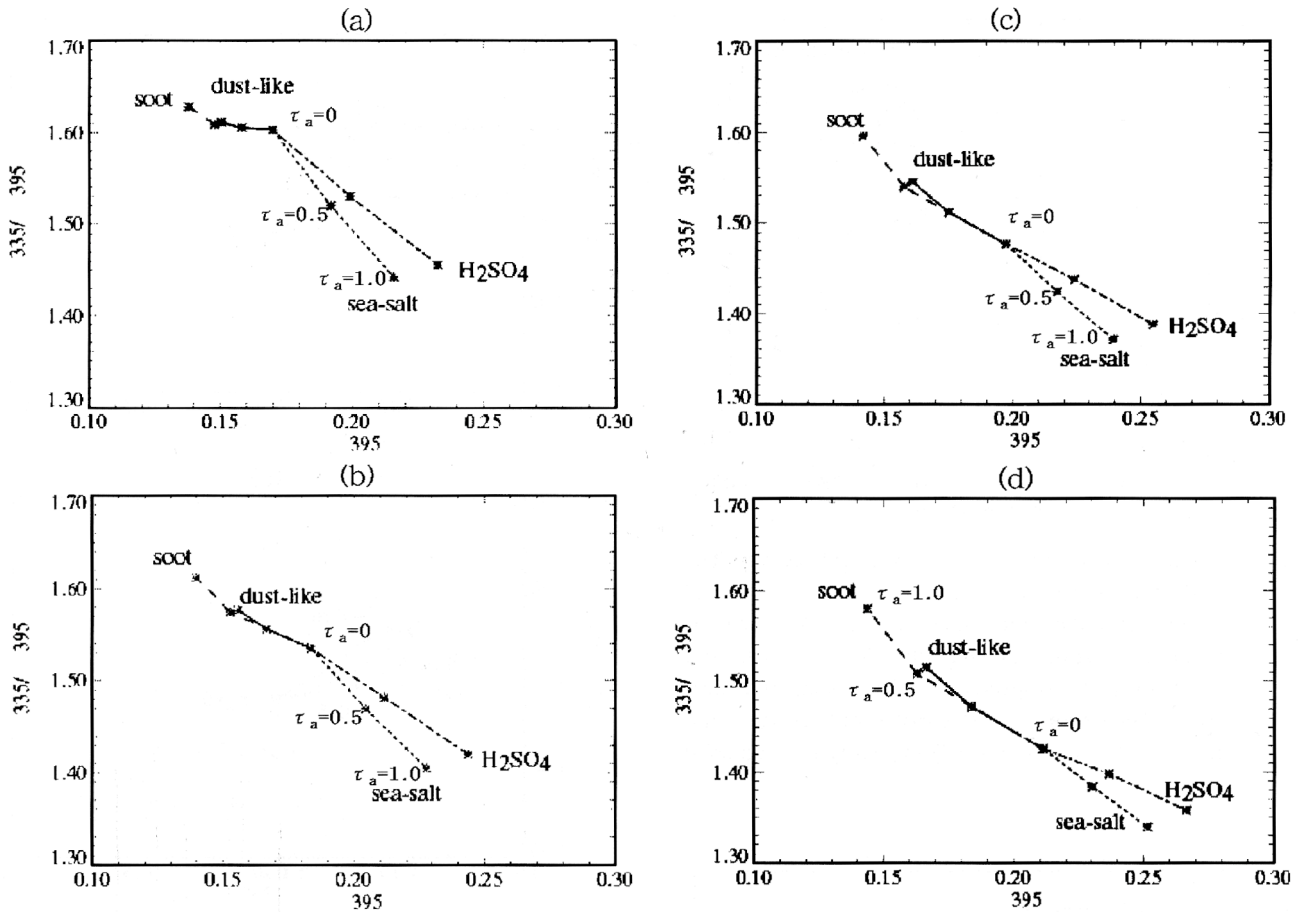 (a)
1.70
1.60
1.50
1.40
1.30
335/ 395
soot
dust-like
τa=0
τa=0.5
τa=1.0
sea-salt
H2SO4
0.10 0.15 0.20 0.25 0.30
395
(b)
1.70
1.60
1.50
1.40
1.30
335/ 395
soot
dust-like
τa=0
τa=0.5
τa=1.0
sea-salt
H2SO4
0.10 0.15 0.20 0.25 0.30
395
(c)
1.70
1.60
1.50
1.40
1.30
335/ 395
soot
dust-like
τa=0
τa=0.5
τa=1.0
sea-salt
H2SO4
0.10 0.15 0.20 0.25 0.30
395
(d)
1.70
1.60
1.50
1.40
1.30
335/ 395
soot
τa=1.0
dust-like
τa=0.5
τa=0
H2SO4
sea-salt
0.10 0.15 0.20 0.25 0.30
395